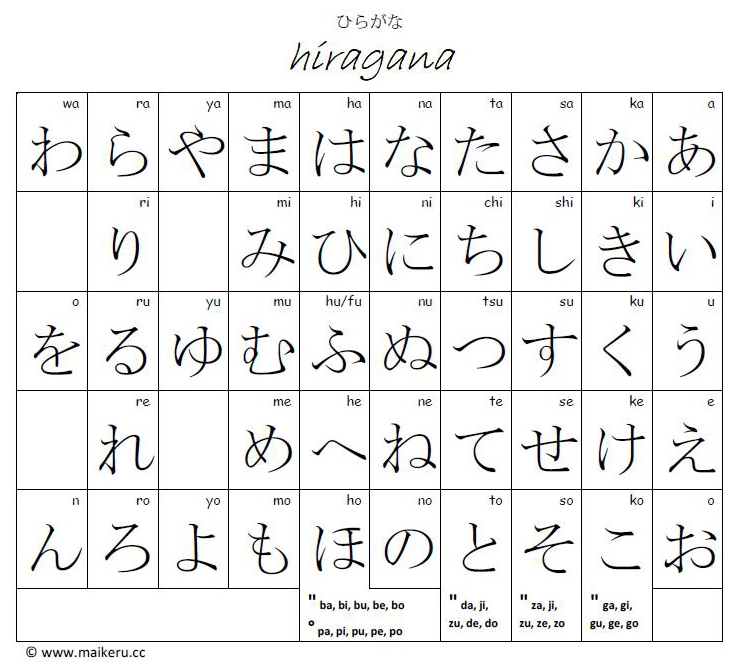 ひらがな
hiragana
wa ra ya ma ha na ta sa ka a
わ ら や ま は な た さ か あ
ri mi hi ni chi shi ki i
り み ひ に ち し き い
o ru yu mu hu/fu nu tsu su ku u
を る ゆ む ふ ぬ つ す く う
re me he ne te se ke e
れ め へ ね て せ け え
n ro yo mo ho no to so ko o
ん ろ よ も ほ の と そ こ お
" ba, bi, bu, be, bo " da, ji, " za, ji, " ga, gi,
° pa, pi, pu, pe, po zu, de, do zu, ze, zo gu, ge, go
© www.maikeru.cc